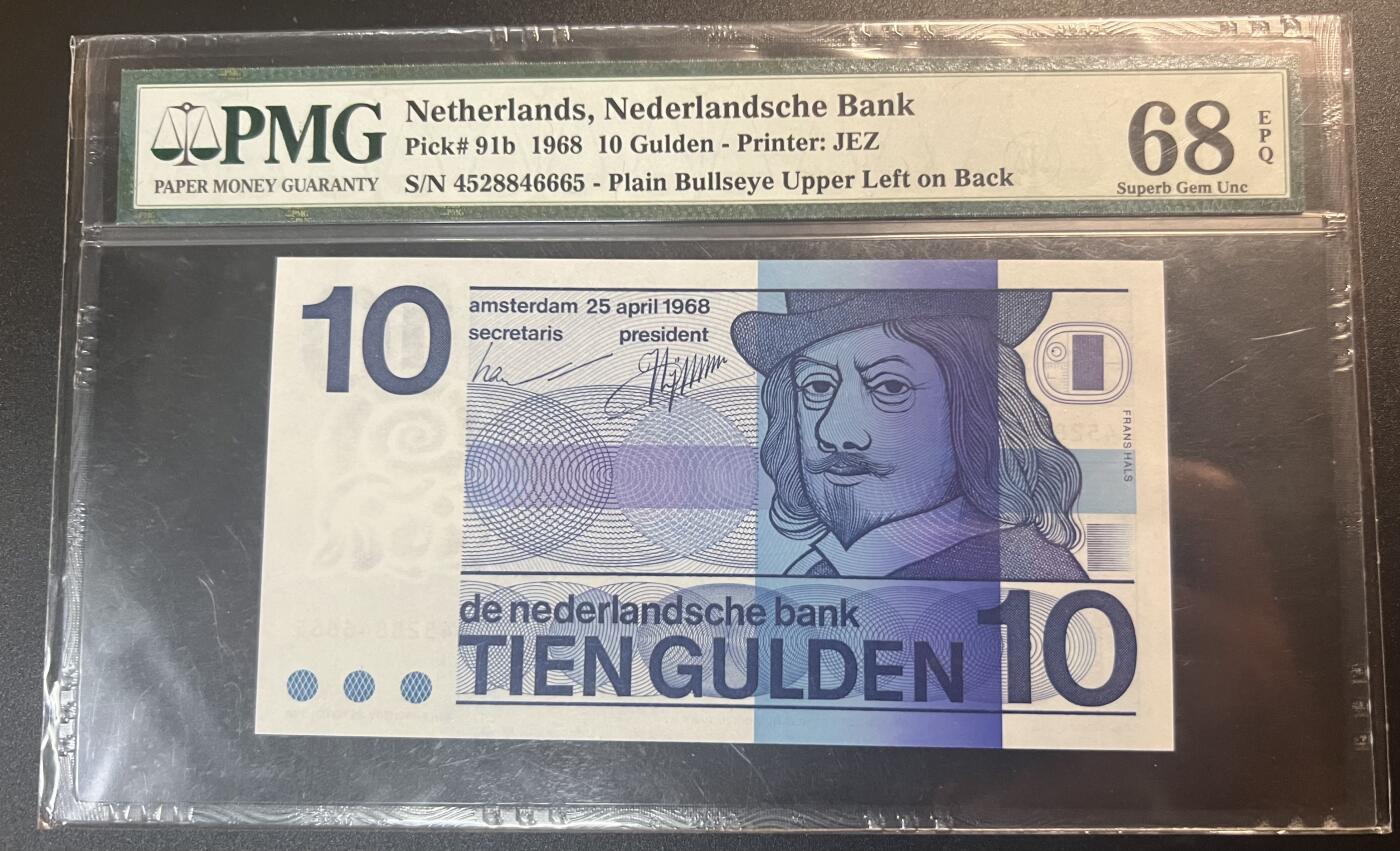 PMG
PAPER MONEY GUARANTY
Netherlands, Nederlandsche Bank
Pick# 91b 1968 10 Gulden - Printer: JEZ
S/N 4528846665 - Plain Bullseye Upper Left on Back
68
EPQ
Superb Gem Unc
10
amsterdam 25 april 1968
secretaris president
FRANS HALS
de nederlandsche bank
TIEN GULDEN
10